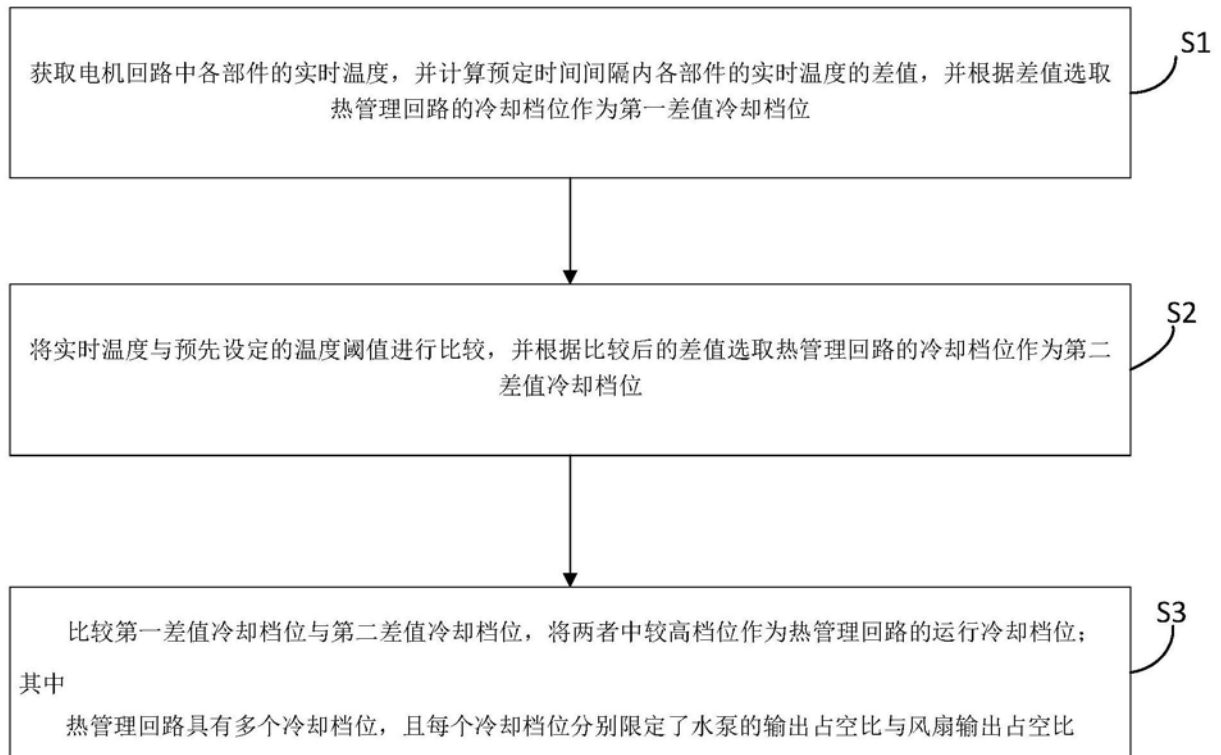 S1
获取电机回路中各部件的实时温度，并计算预定时间间隔内各部件的实时温度的差值，并根据差值选取
热管理回路的冷却档位作为第一差值冷却档位
S2
将实时温度与预先设定的温度阈值进行比较，并根据比较后的差值选取热管理回路的冷却档位作为第二
差值冷却档位
S3
比较第一差值冷却档位与第二差值冷却档位，将两者中较高档位作为热管理回路的运行冷却档位；
其中
热管理回路具有多个冷却档位，且每个冷却档位分别限定了水泵的输出占空比与风扇输出占空比